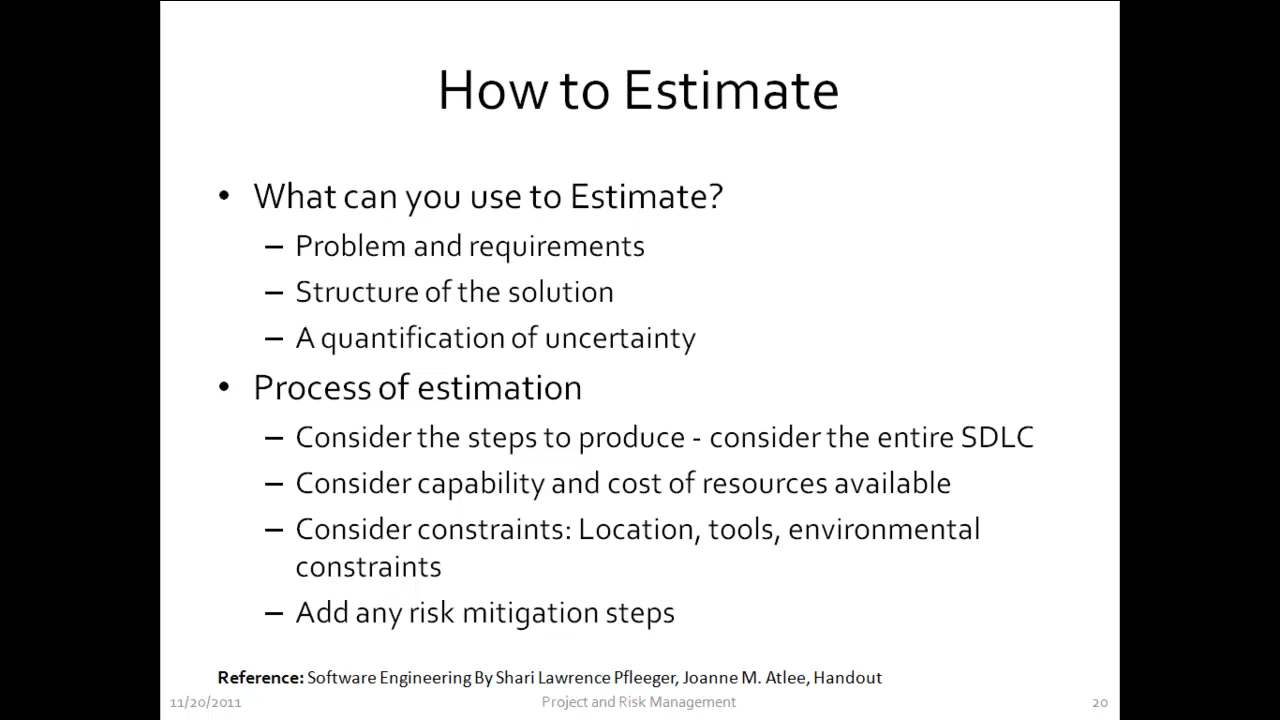 How to Estimate
• What can you use to Estimate?
– Problem and requirements
– Structure of the solution
– A quantification of uncertainty
• Process of estimation
– Consider the steps to produce - consider the entire SDLC
– Consider capability and cost of resources available
– Consider constraints: Location, tools, environmental
constraints
– Add any risk mitigation steps
Reference: Software Engineering By Shari Lawrence Pfleeger, Joanne M. Atlee, Handout
11/20/2011 Project and Risk Management 20